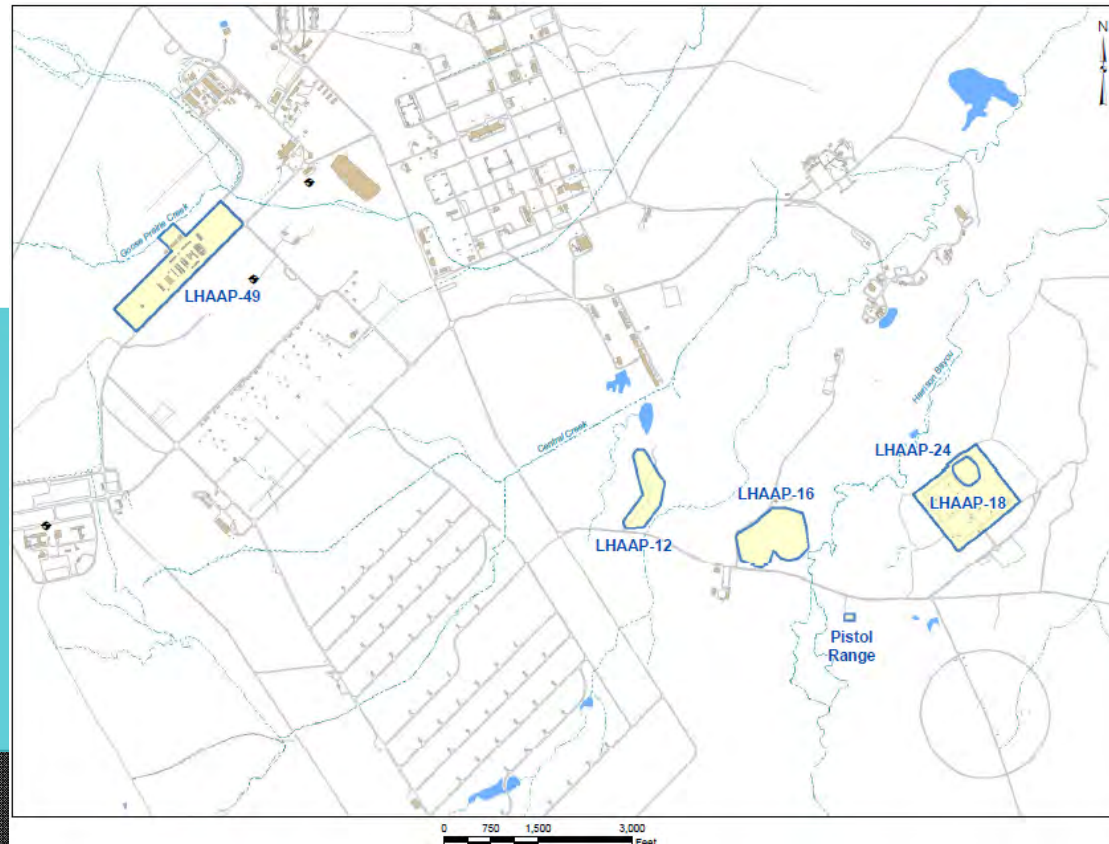 N
Goose Prairie Creek
LHAAP-49
Central Creek
Harrison Bayou
LHAAP-24
LHAAP-18
LHAAP-16
LHAAP-12
Pistol
Range
0 750 1,500 3,000
Feet